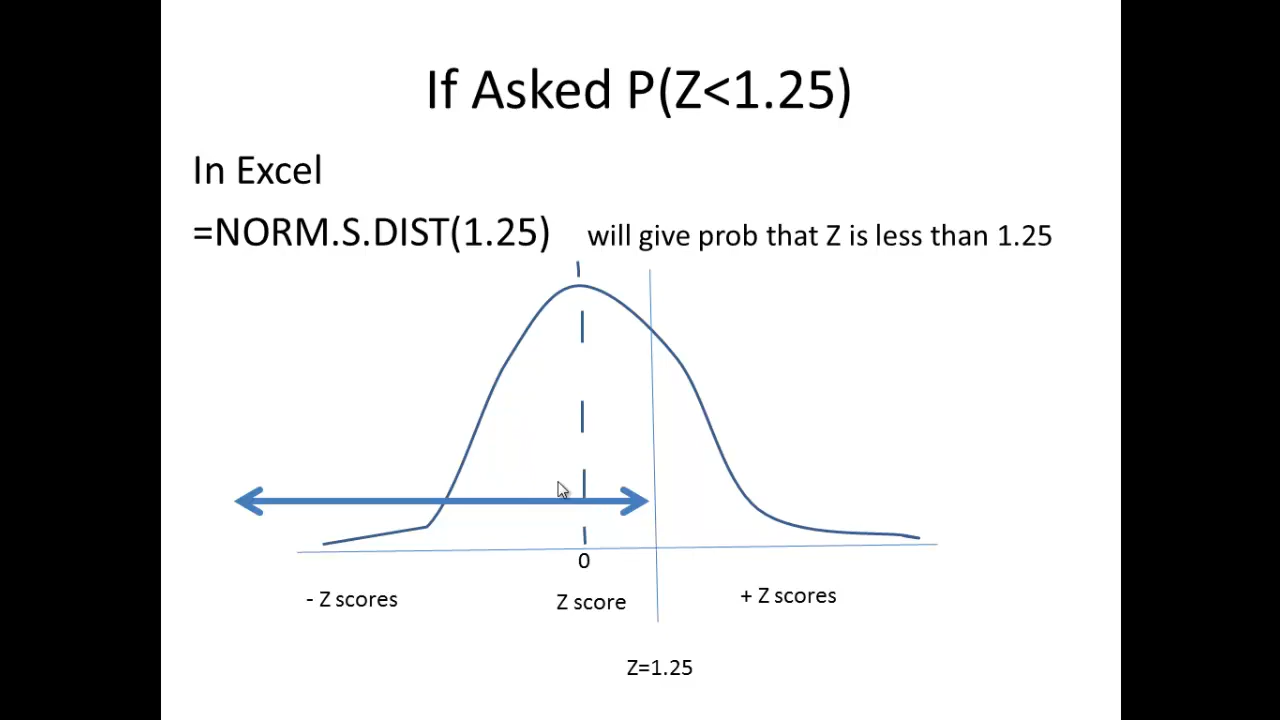 If Asked P(Z<1.25)
In Excel
=NORM.S.DIST(1.25) will give prob that Z is less than 1.25
0
- Z scores Z score + Z scores
Z=1.25